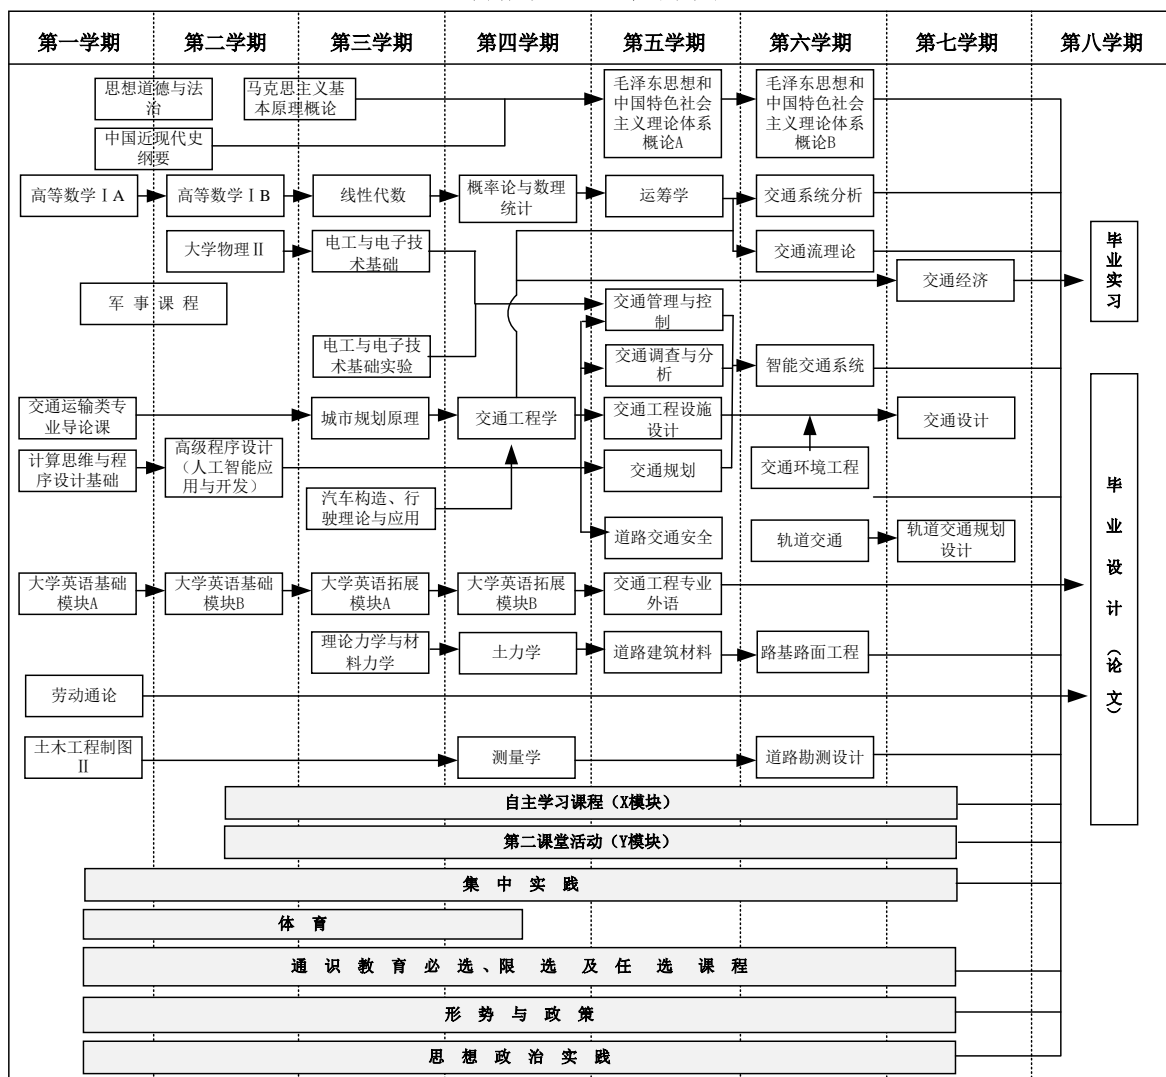 第一学期
第二学期
第三学期
第四学期
第五学期
第六学期
第七学期
第八学期
思想道德与法
治
马克思主义基
本原理概论
毛泽东思想和
中国特色社会
主义理论体系
概论A
毛泽东思想和
中国特色社会
主义理论体系
概论B
中国近现代史
纲要
高等数学ⅠA
高等数学ⅠB
线性代数
概率论与数理
统计
运筹学
交通系统分析
大学物理Ⅱ
电工与电子技
术基础
交通流理论
毕业实习
军 事 课 程
交通管理与控
制
交通经济
电工与电子技
术基础实验
交通调查与分
析
智能交通系统
交通运输类专
业导论课
城市规划原理
交通工程学
交通工程设施
设计
交通设计
计算思维与程
序设计基础
高级程序设计
(人工智能应
用与开发)
交通规划
交通环境工程
汽车构造、行
驶理论与应用
道路交通安全
轨道交通
轨道交通规划
设计
毕 业 设 计 (论 文)
大学英语基础
模块A
大学英语基础
模块B
大学英语拓展
模块A
大学英语拓展
模块B
交通工程专业
外语
理论力学与材
料力学
土力学
道路建筑材料
路基路面工程
劳动通论
土木工程制图
Ⅱ
测量学
道路勘测设计
自主学习课程(X模块)
第二课堂活动(Y模块)
集 中 实 践
体 育
通 识 教 育 必 选、限 选 及 任 选 课 程
形 势 与 政 策
思 想 政 治 实 践